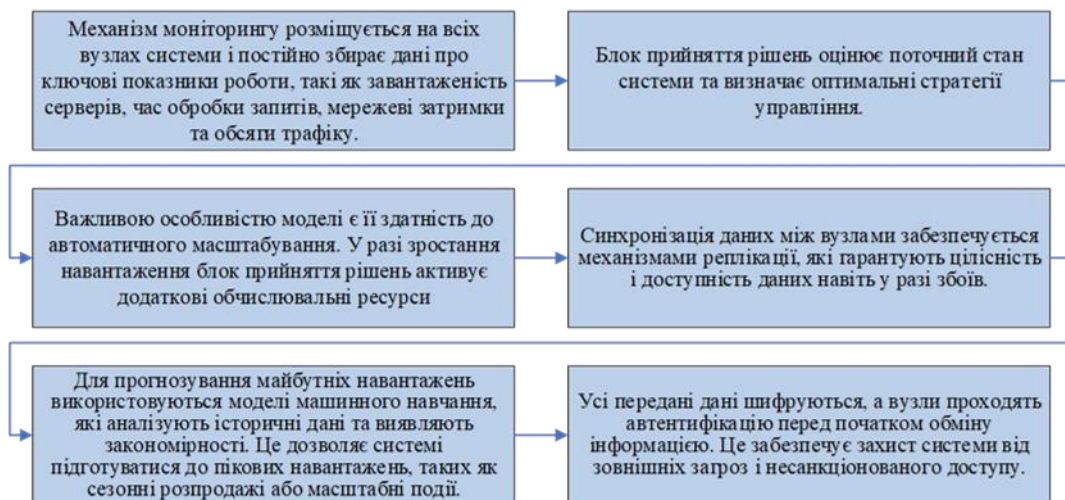 Механізм моніторингу розміщується на всіх
вузлах системи і постійно збирає дані про
ключові показники роботи, такі як завантаженість
серверів, час обробки запитів, мережеві затримки
та обсяги трафіку.
Блок прийняття рішень оцінює поточний стан
системи та визначає оптимальні стратегії
управління.
Важливою особливістю моделі є її здатність до
автоматичного масштабування. У разі зростання
навантаження блок прийняття рішень активує
додаткові обчислювальні ресурси
Синхронізація даних між вузлами забезпечується
механізмами реплікації, які гарантують цілісність
і доступність даних навіть у разі збоїв.
Для прогнозування майбутніх навантажень
використовуються моделі машинного навчання,
які аналізують історичні дані та виявляють
закономірності. Це дозволяє системі
підготуватися до пікових навантажень, таких як
сезонні розпродажі або масштабні події.
Усі передані дані шифруються, а вузли проходять
автентифікацію перед початком обміну
інформацією. Це забезпечує захист системи від
зовнішніх загроз і несанкціонованого доступу.